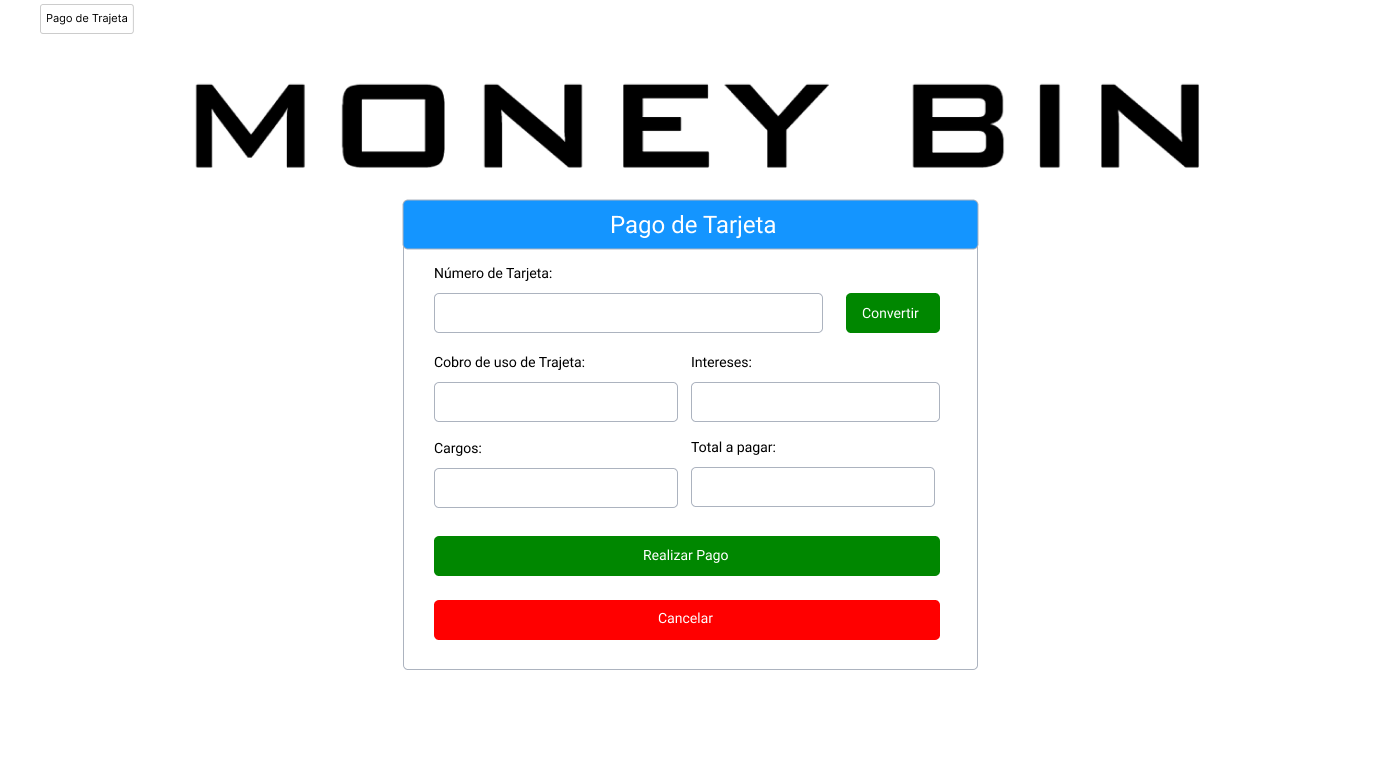 Pago de Trajeta
MONEY BIN
Pago de Tarjeta
Número de Tarjeta:
Convertir
Cobro de uso de Trajeta:
Intereses:
Cargos:
Total a pagar:
Realizar Pago
Cancelar